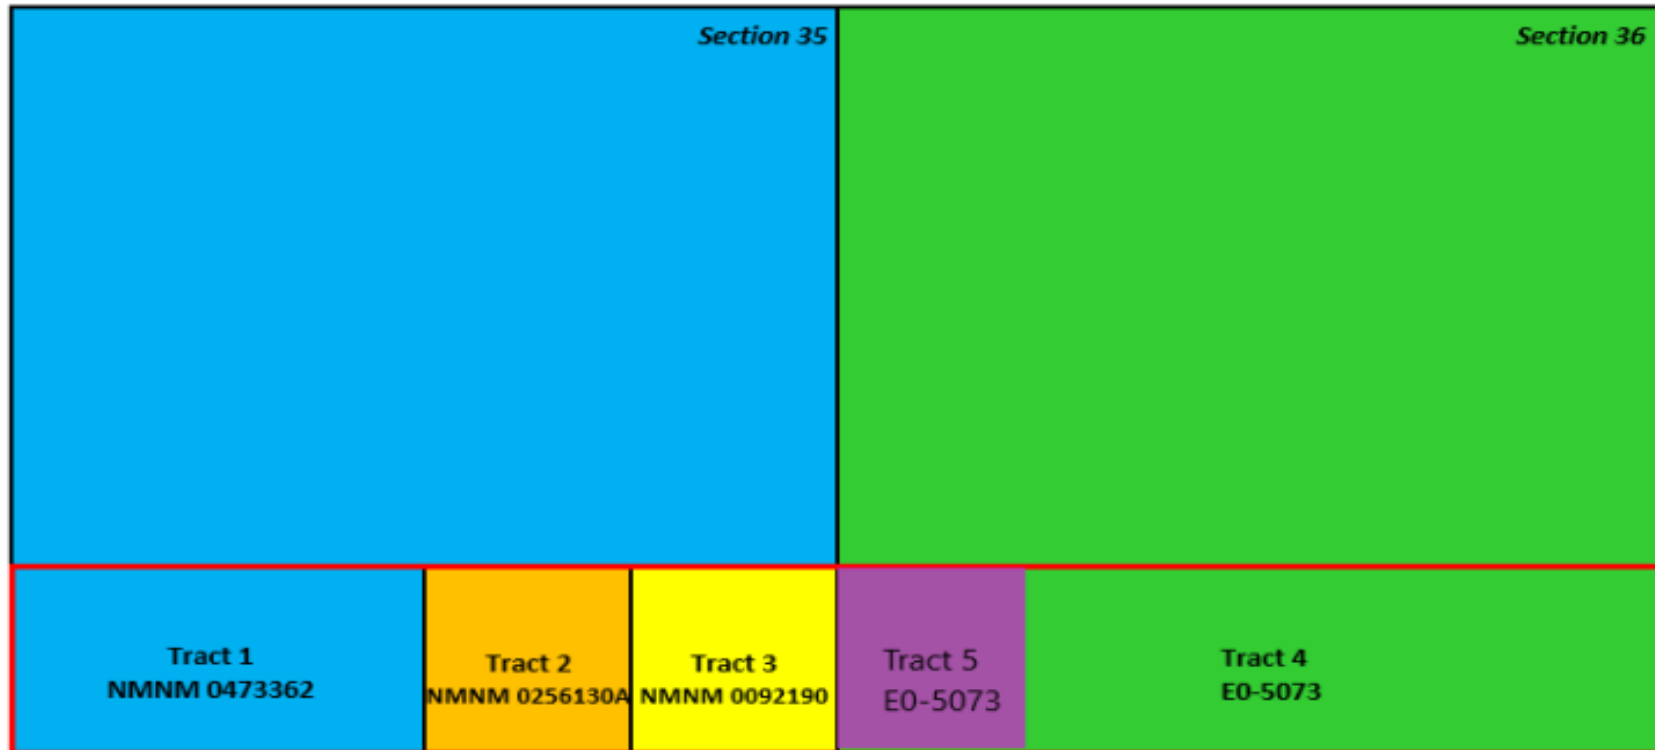 Section 35
Section 36
Tract 1
NMNM 0473362
Tract 2
NMNM 0256130A
Tract 3
NMNM 0092190
Tract 5
E0-5073
Tract 4
E0-5073